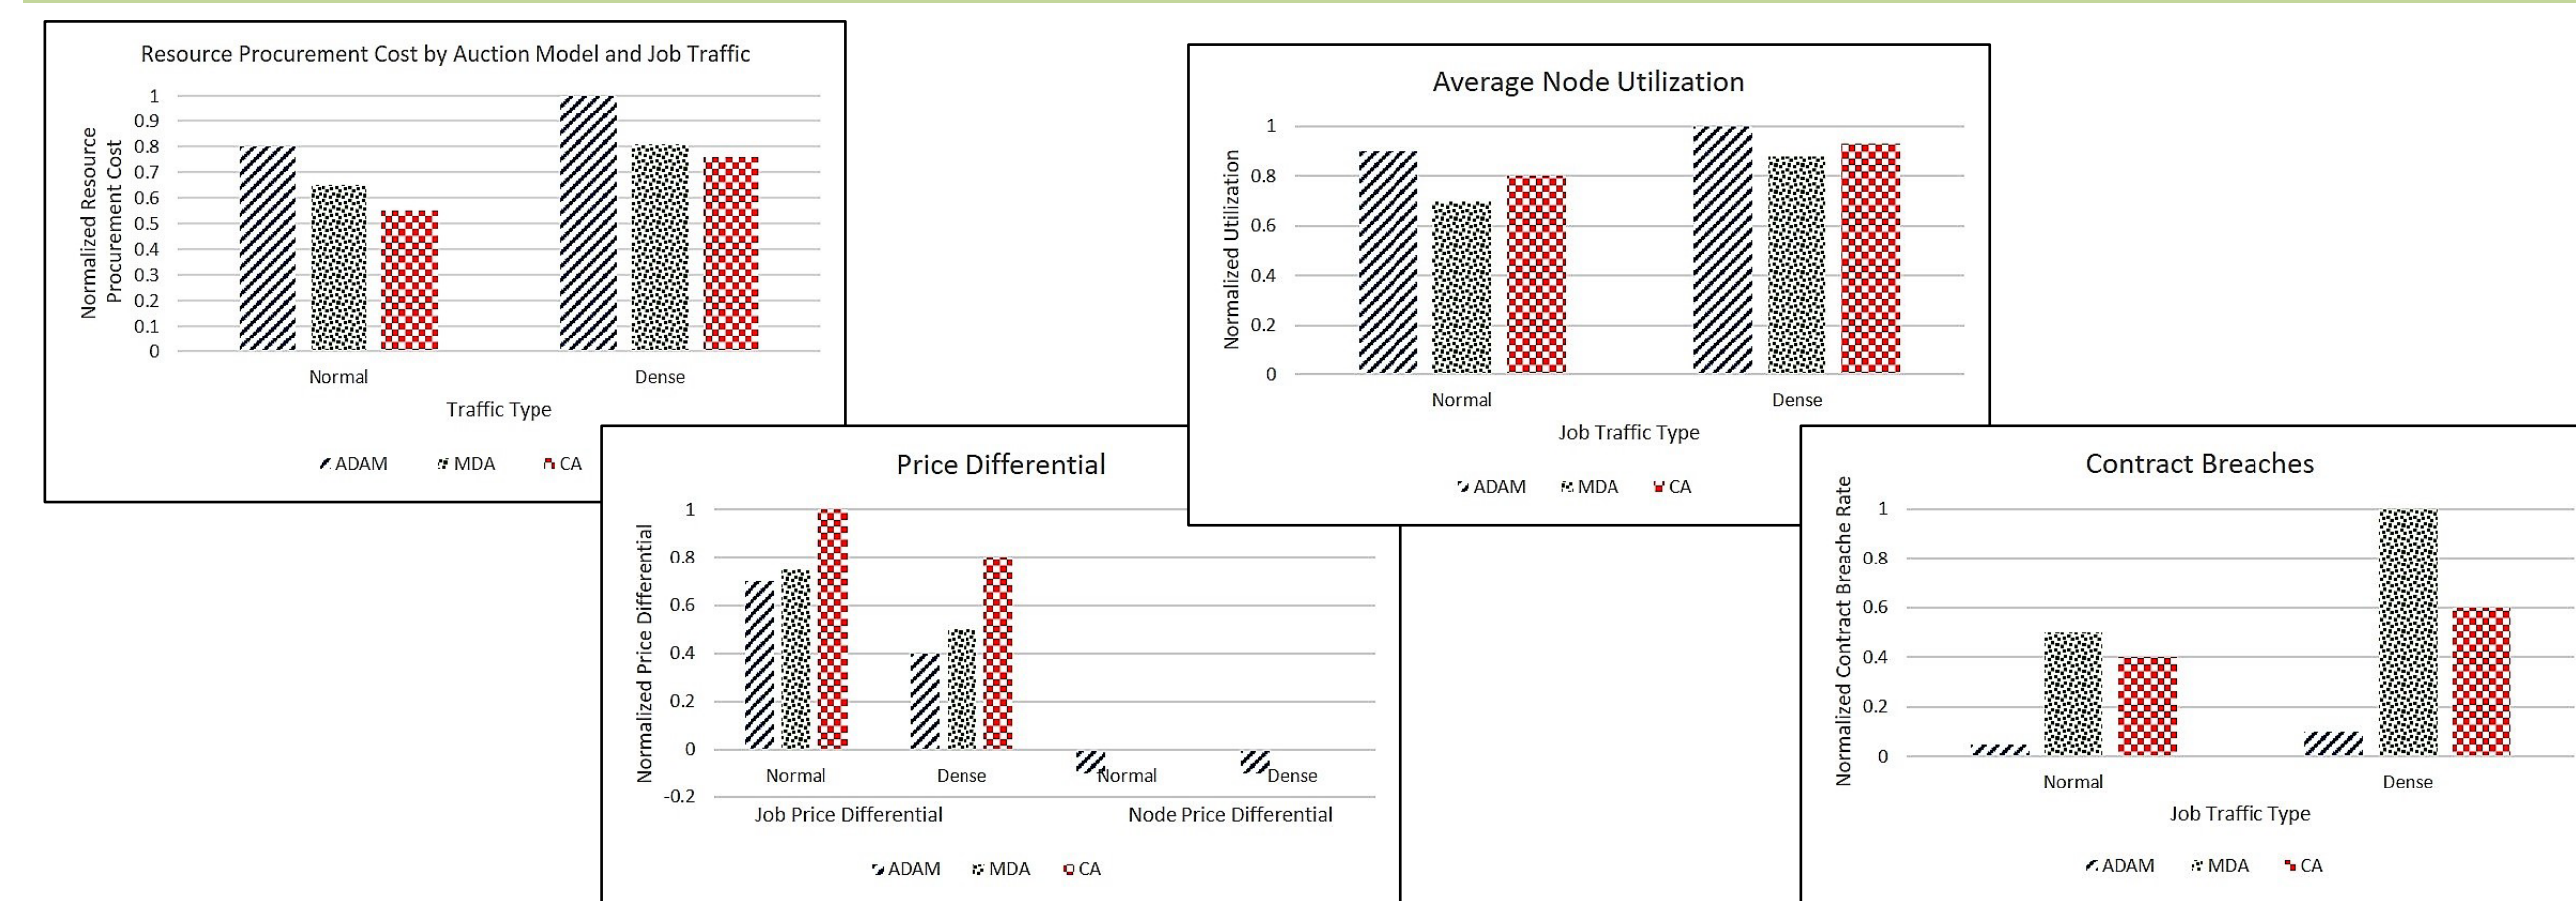 Resource Procurement Cost by Auction Model and Job Traffic
Normalized Resource
Procurement Cost
1
0.9
0.8
0.7
0.6
0.5
0.4
0.3
0.2
0.1
0
Normal Dense
Traffic Type
ADAM MDA CA
Average Node Utilization
Normalized Utilization
1
0.8
0.6
0.4
0.2
0
Normal Dense
Job Traffic Type
ADAM MDA CA
Price Differential
Normalized Price Differential
1
0.8
0.6
0.4
0.2
0
-0.2
Normal Dense Normal Dense
Job Price Differential Node Price Differential
ADAM MDA CA
Contract Breaches
Normalized Contract Breache Rate
1
0.8
0.6
0.4
0.2
0
Normal Dense
Job Traffic Type
ADAM MDA CA